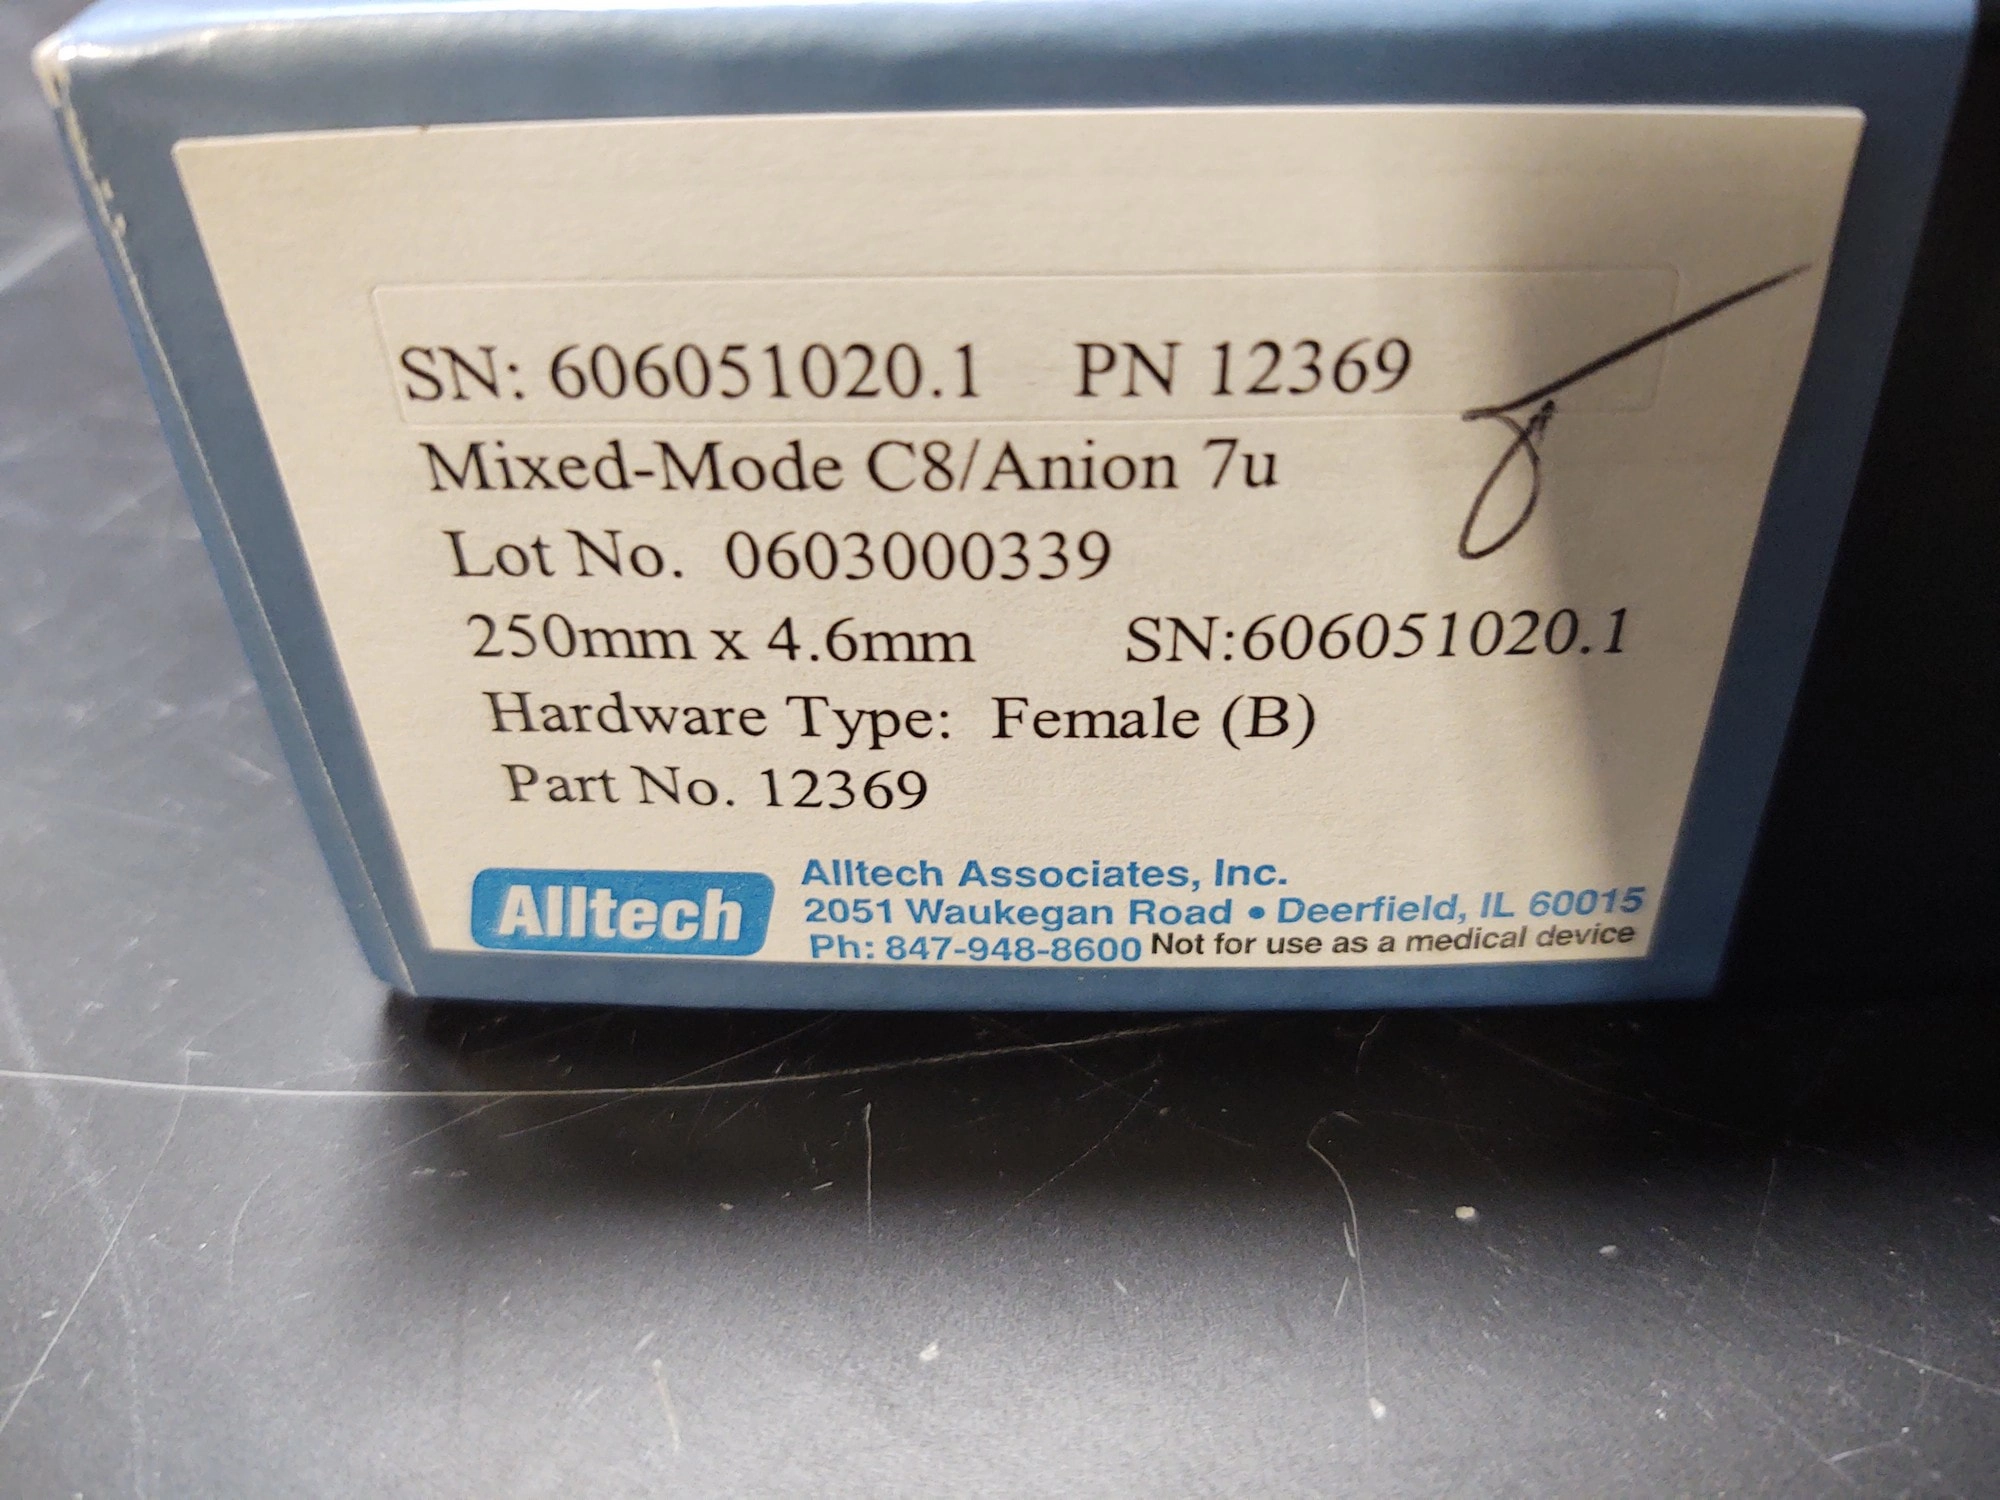 SN: 606051020.1 PN 12369
Mixed-Mode C8/Anion 7u
Lot No. 0603000339
250mm x 4.6mm SN:606051020.1
Hardware Type: Female (B)
Part No. 12369
Alltech
Alltech Associates, Inc.
2051 Waukegan Road • Deerfield, IL 60015
Ph: 847-948-8600 Not for use as a medical device